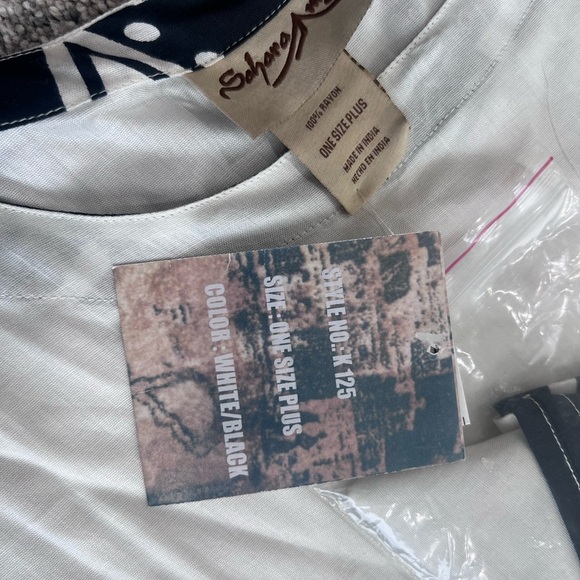 Sahara
100% RAYON
ONE SIZE PLUS
MADE IN INDIA
HECHO EN INDIA
STYLE NO.: K 125
SIZE : ONE SIZE PLUS
COLOR : WHITE/BLACK